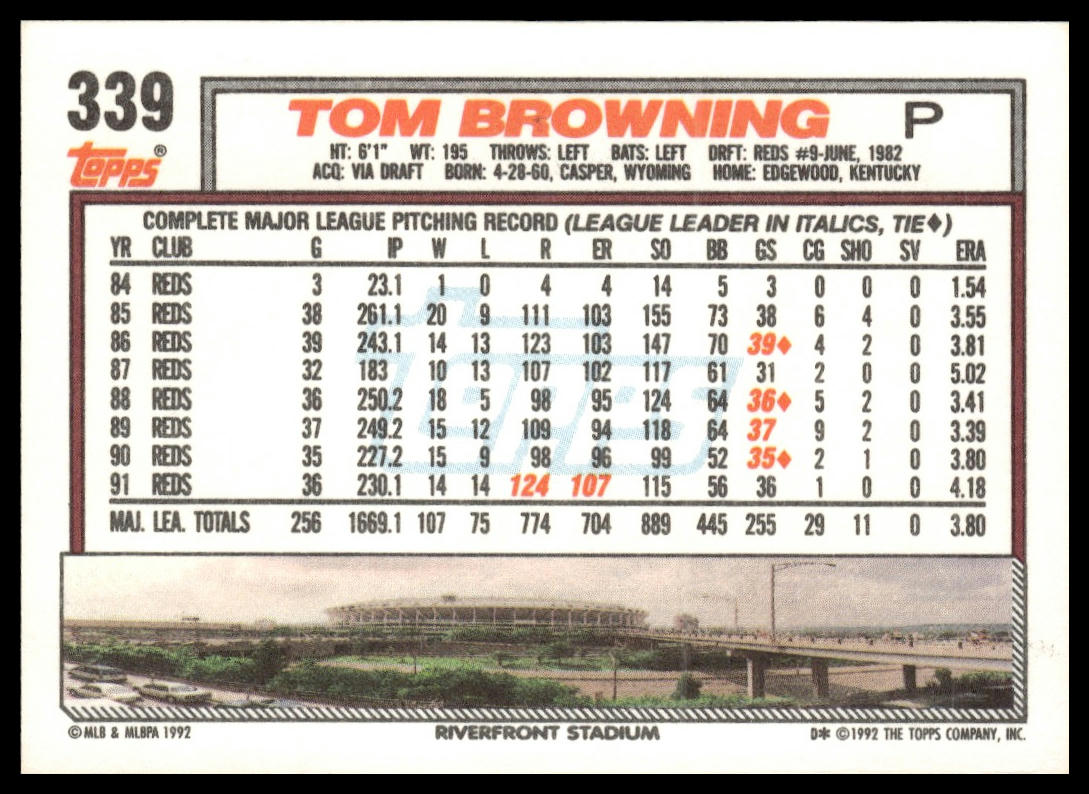 339
TOM BROWNING P
Topps®
HT: 6'1" WT: 195 THROWS: LEFT BATS: LEFT DRFT: REDS #9-JUNE, 1982
ACQ: VIA DRAFT BORN: 4-28-60, CASPER, WYOMING HOME: EDGEWOOD, KENTUCKY
COMPLETE MAJOR LEAGUE PITCHING RECORD (LEAGUE LEADER IN ITALICS, TIE♦)
YR CLUB G IP W L R ER SO BB GS CG SHO SV ERA
84 REDS 3 23.1 1 0 4 4 14 5 3 0 0 0 1.54
85 REDS 38 261.1 20 9 111 103 155 73 38 6 4 0 3.55
86 REDS 39 243.1 14 13 123 103 147 70 39♦ 4 2 0 3.81
87 REDS 32 183 10 13 107 102 117 61 31 2 0 0 5.02
88 REDS 36 250.2 18 5 98 95 124 64 36♦ 5 2 0 3.41
89 REDS 37 249.2 15 12 109 94 118 64 37 9 2 0 3.39
90 REDS 35 227.2 15 9 98 96 99 52 35♦ 2 1 0 3.80
91 REDS 36 230.1 14 14 124 107 115 56 36 1 0 0 4.18
MAJ. LEA. TOTALS 256 1669.1 107 75 774 704 889 445 255 29 11 0 3.80
Topps
© MLB & MLBPA 1992 RIVERFRONT STADIUM D* © 1992 THE TOPPS COMPANY, INC.